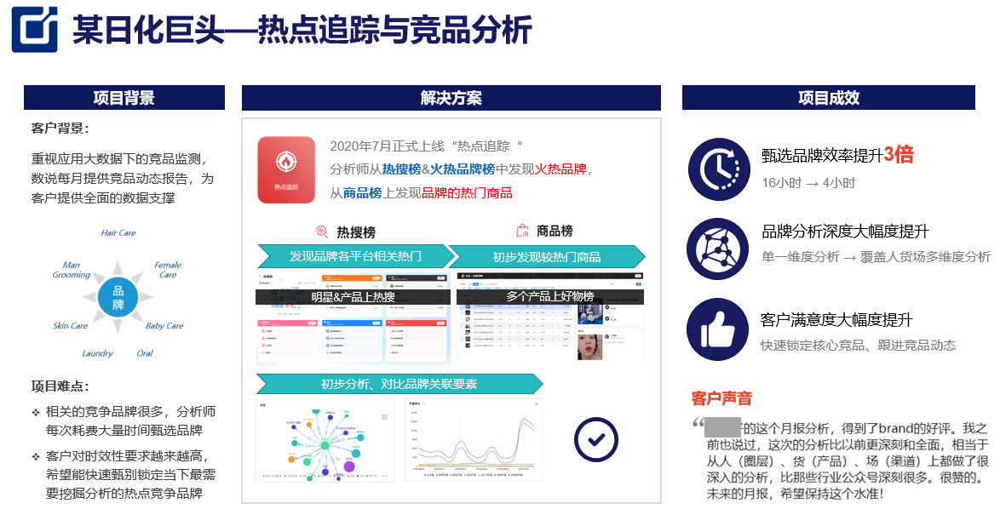 某日化巨头—热点追踪与竞品分析
项目背景
客户背景：
重视应用大数据下的竞品监测，
数说每月提供竞品动态报告，为
客户提供全面的数据支撑
Hair Care
Man
Grooming
Female
Care
品
牌
Skin Care
Baby Care
Laundry
Oral
项目难点：
相关的竞争品牌很多，分析师
每次耗费大量时间甄选品牌
客户对时效性要求越来越高，
希望能快速甄别锁定当下最需
要挖掘分析的热点竞争品牌
解决方案
热点追踪
2020年7月正式上线“热点追踪 “
分析师从热搜榜&火热品牌榜中发现火热品牌，
从商品榜上发现品牌的热门商品
热搜榜
商品榜
发现品牌各平台相关热门
初步发现较热门商品
明星&产品上热搜
多个产品上好物榜
初步分析、对比品牌关联要素
项目成效
甄选品牌效率提升3倍
16小时 → 4小时
品牌分析深度大幅度提升
单一维度分析 → 覆盖人货场多维度分析
客户满意度大幅度提升
快速锁定核心竞品、跟进竞品动态
客户声音
“的这个月报分析，得到了brand的好评。我之
前也说过，这次的分析比以前更深刻和全面，相当于
从人（圈层）、货（产品）、场（渠道）上都做了很
深入的分析，比那些行业公众号深刻很多。很赞的。
未来的月报，希望保持这个水准！